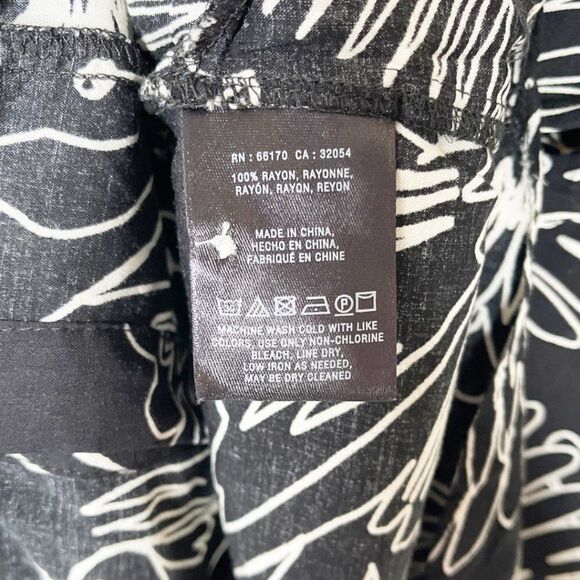 RN : 66170 CA : 32054
100% RAYON, RAYONNE,
RAYÓN, RAYON, REYON
MADE IN CHINA,
HECHO EN CHINA,
FABRIQUÉ EN CHINE
MACHINE WASH COLD WITH LIKE
COLORS, USE ONLY NON-CHLORINE
BLEACH, LINE DRY,
LOW IRON AS NEEDED,
MAY BE DRY CLEANED